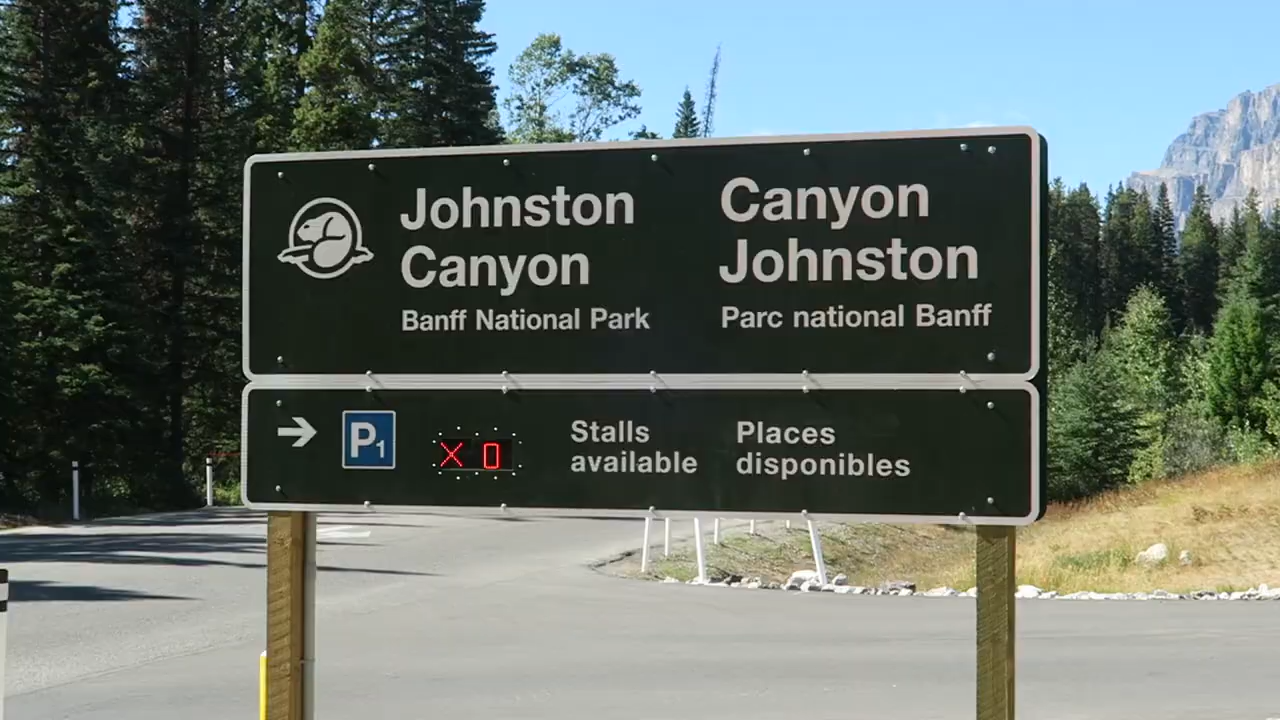 Johnston
Canyon
Banff National Park
Canyon
Johnston
Parc national Banff
P1
X 0
Stalls
available
Places
disponibles